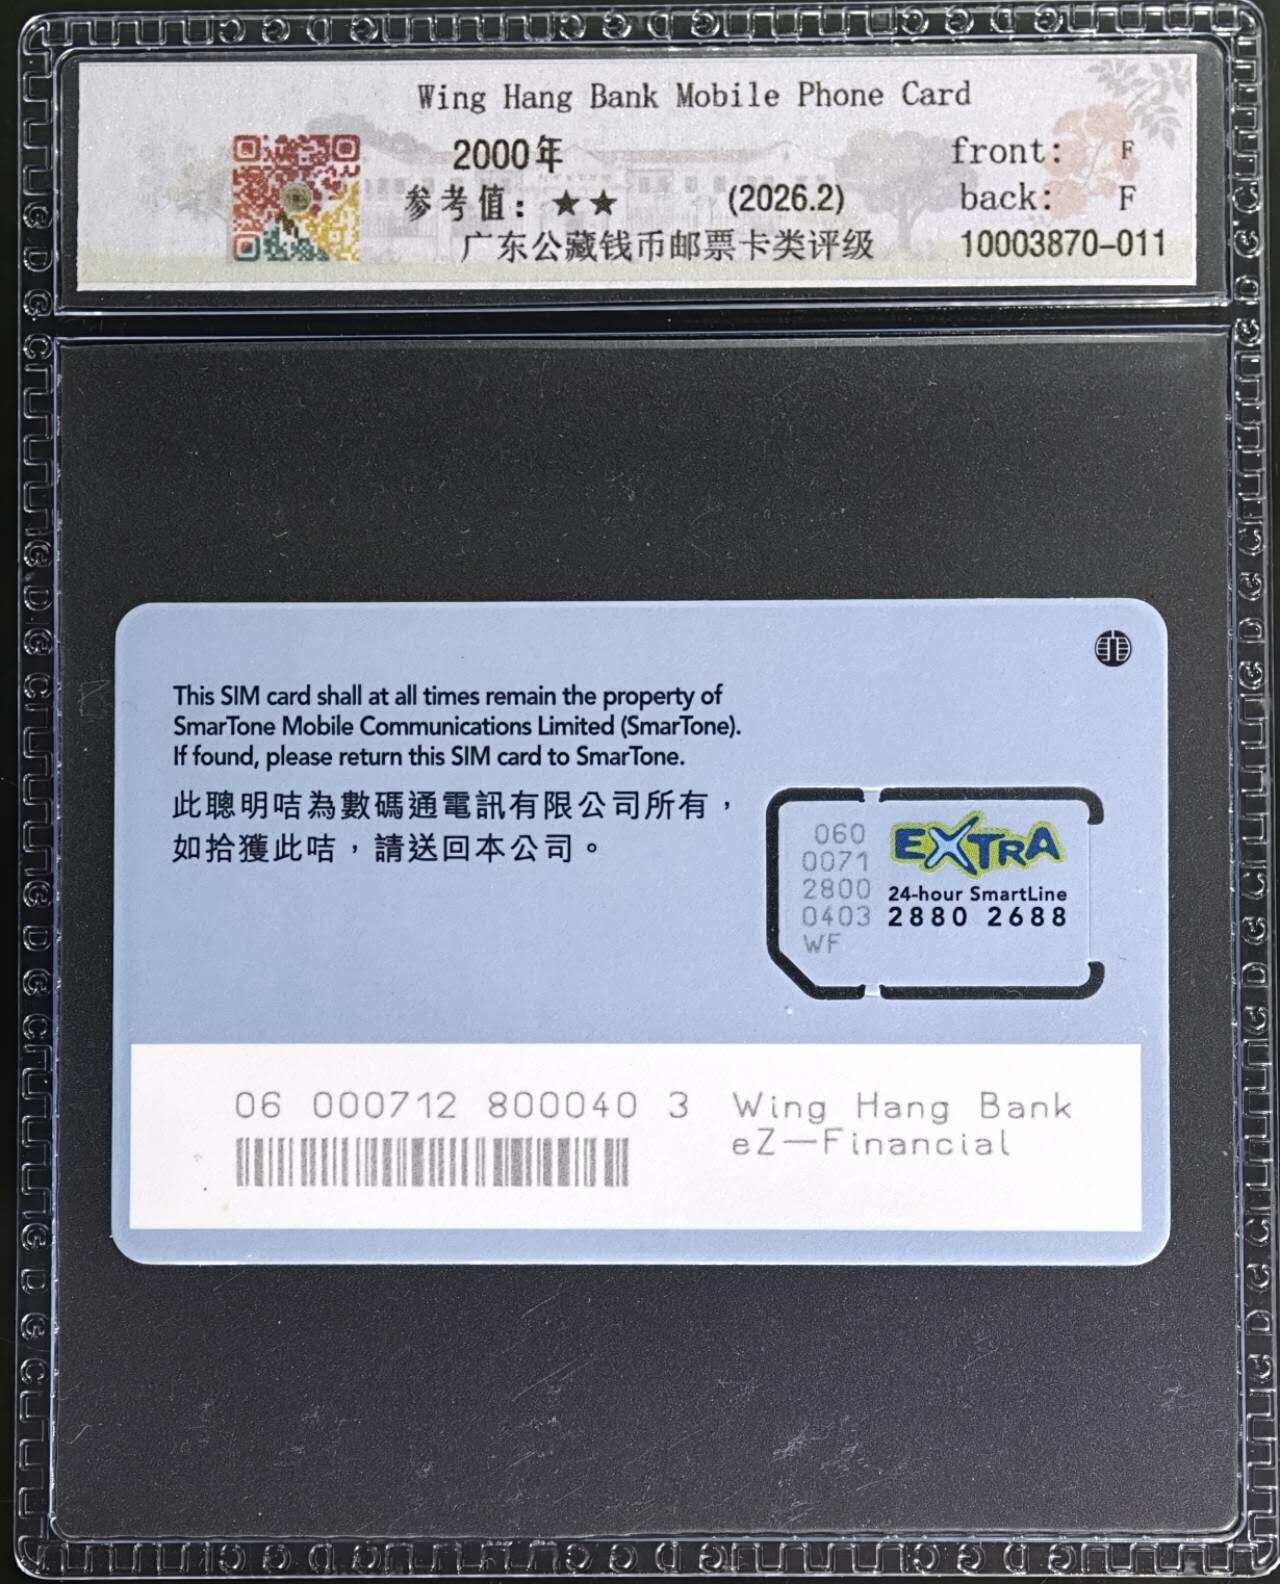 Wing Hang Bank Mobile Phone Card
2000年
front: F
参考值：★★ (2026.2)
back: F
广东公藏钱币邮票卡类评级
10003870-011
This SIM card shall at all times remain the property of
SmarTone Mobile Communications Limited (SmarTone).
If found, please return this SIM card to SmarTone.
此聰明咭為數碼通電訊有限公司所有，
如拾獲此咭，請送回本公司。
060
0071
2800
0403
WF
EXTRA
24-hour SmartLine
2880 2688
06 000712 800040 3
Wing Hang Bank
eZ—Financial